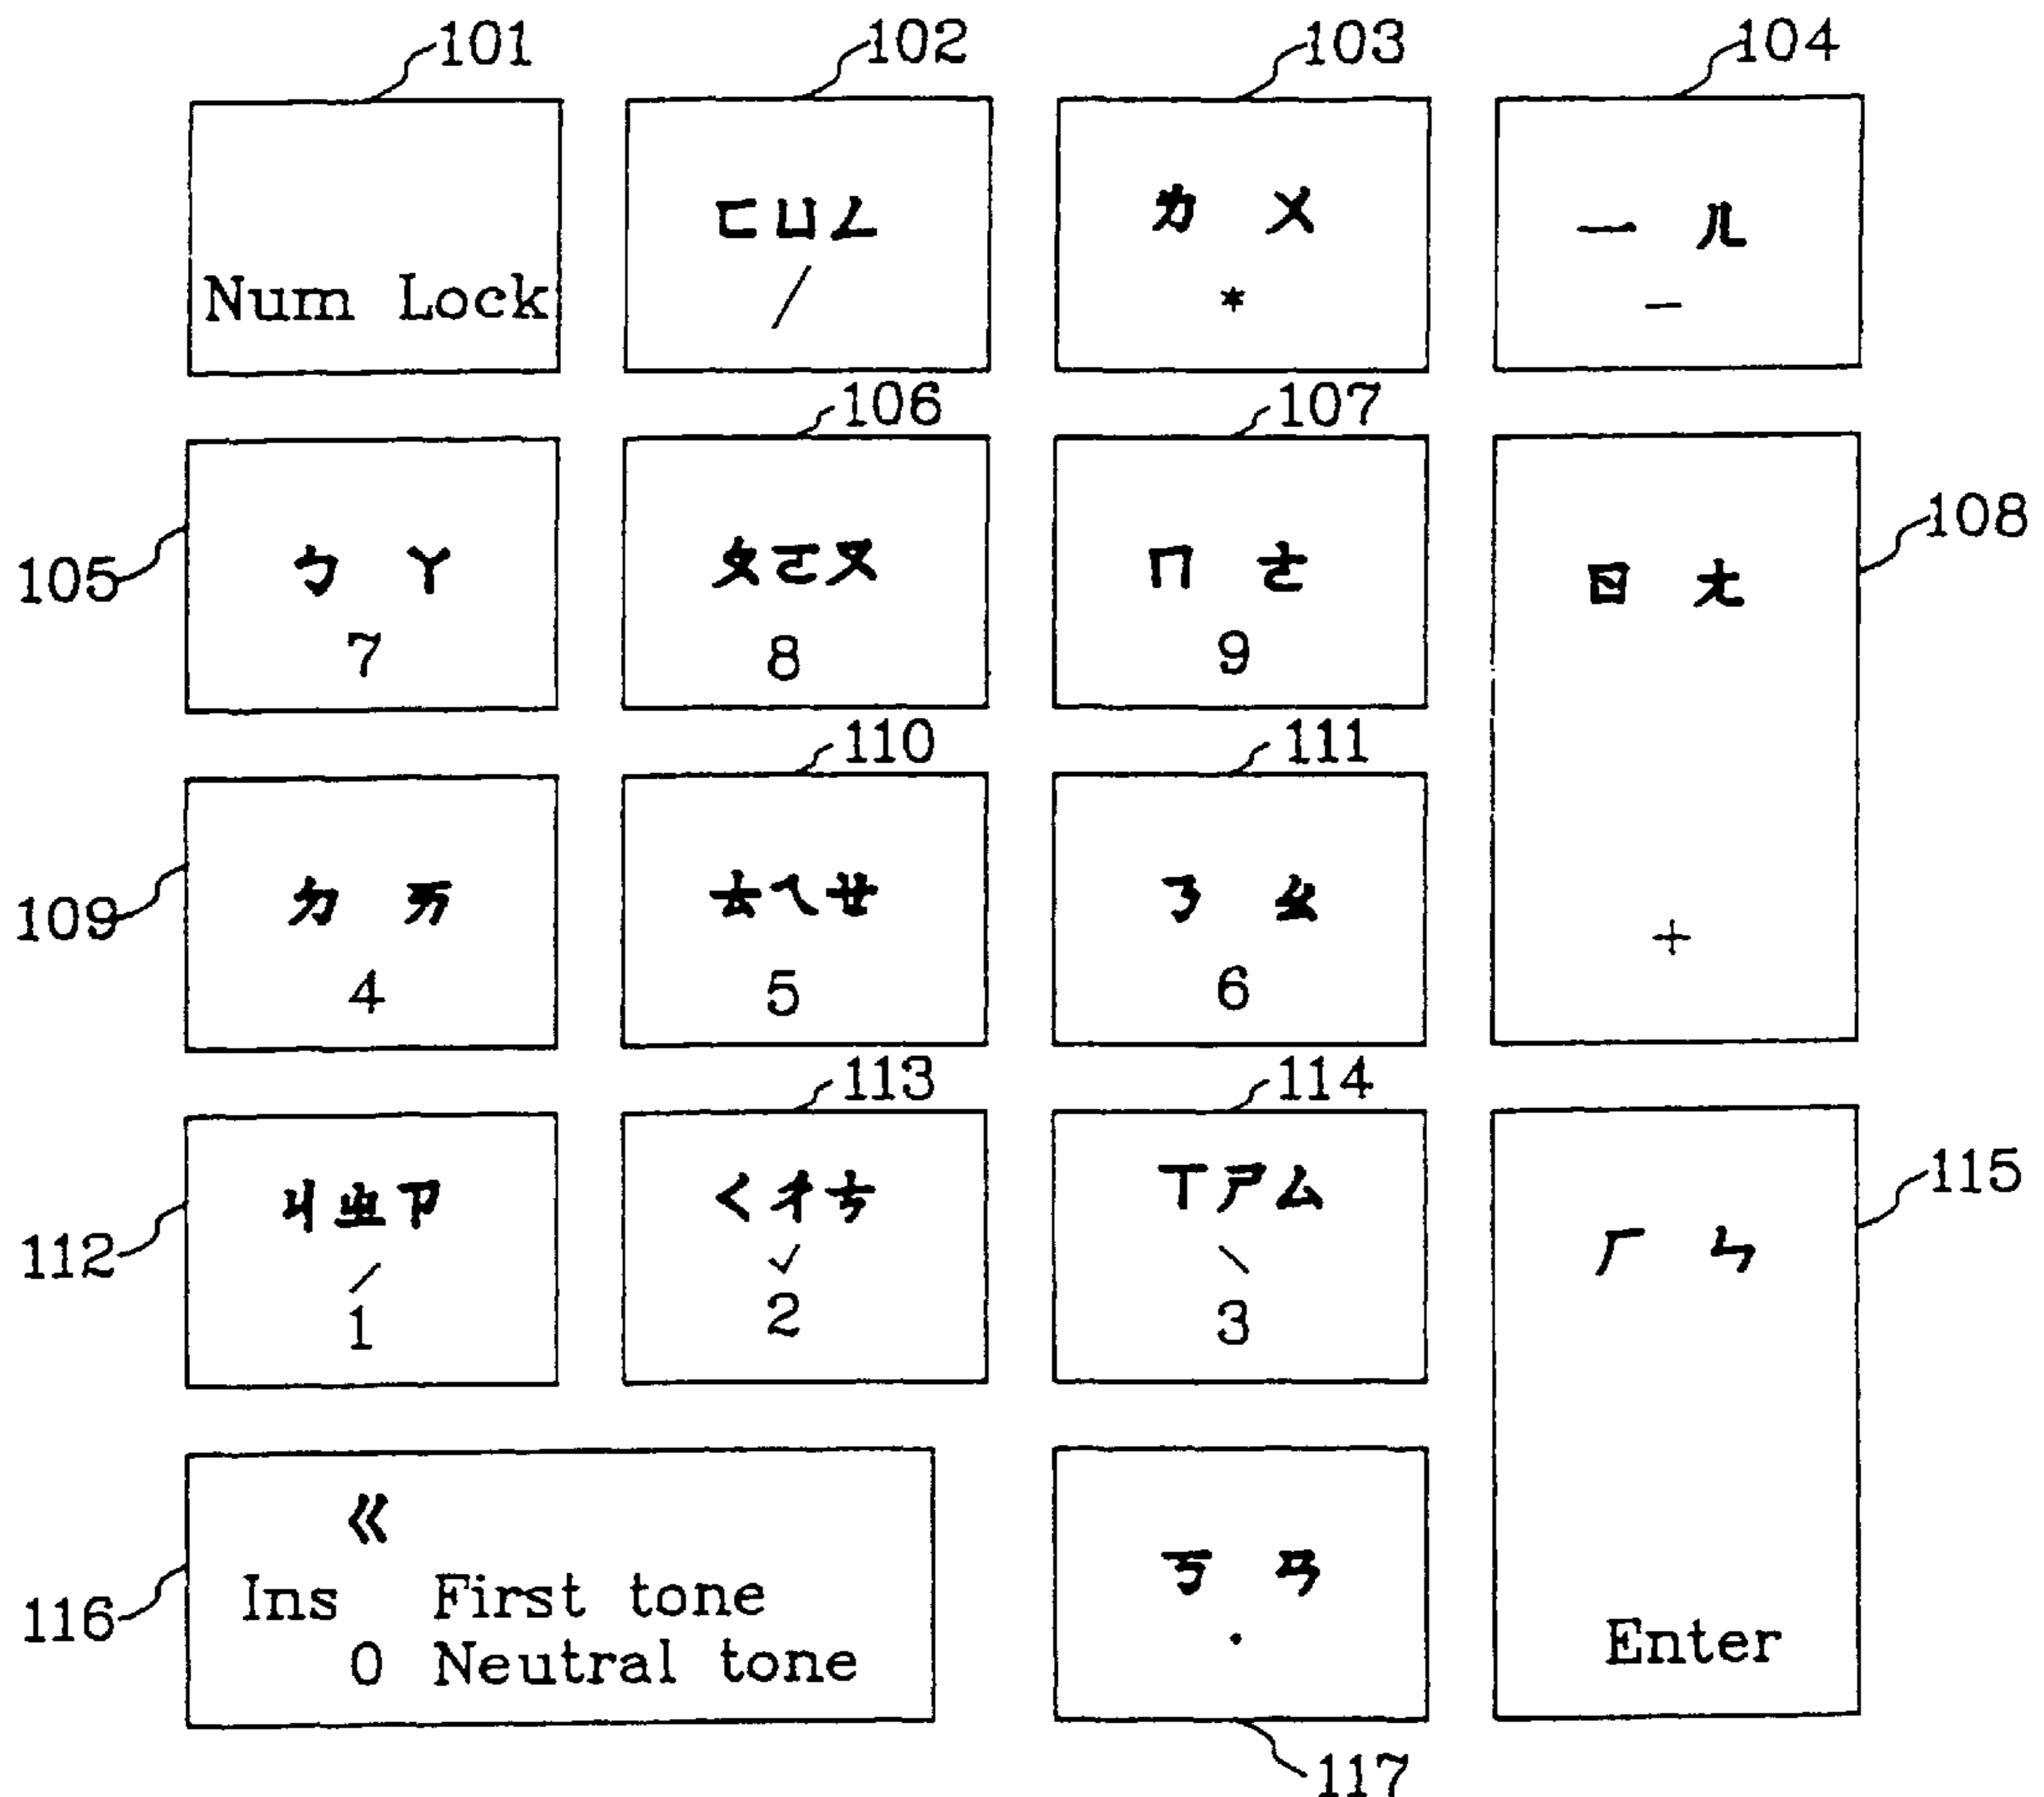 101 102 103 104
Num Lock
ㄈㄩㄥ
/
ㄌ ㄨ
*
ㄧ ㄦ
-
105 106 107 108
ㄅ ㄚ
7
ㄆㄛㄡ
8
ㄇ ㄜ
9
ㄖ ㄤ
+
109 110 111
ㄉ ㄞ
4
ㄊㄟㄝ
5
ㄋ ㄠ
6
112 113 114 115
ㄐㄓㄗ
ˊ
1
ㄑㄔㄘ
ˇ
2
ㄒㄕㄙ
ˋ
3
ㄏ ㄣ
Enter
116
ㄍ
Ins First tone
0 Neutral tone
ㄎ ㄢ
.
117